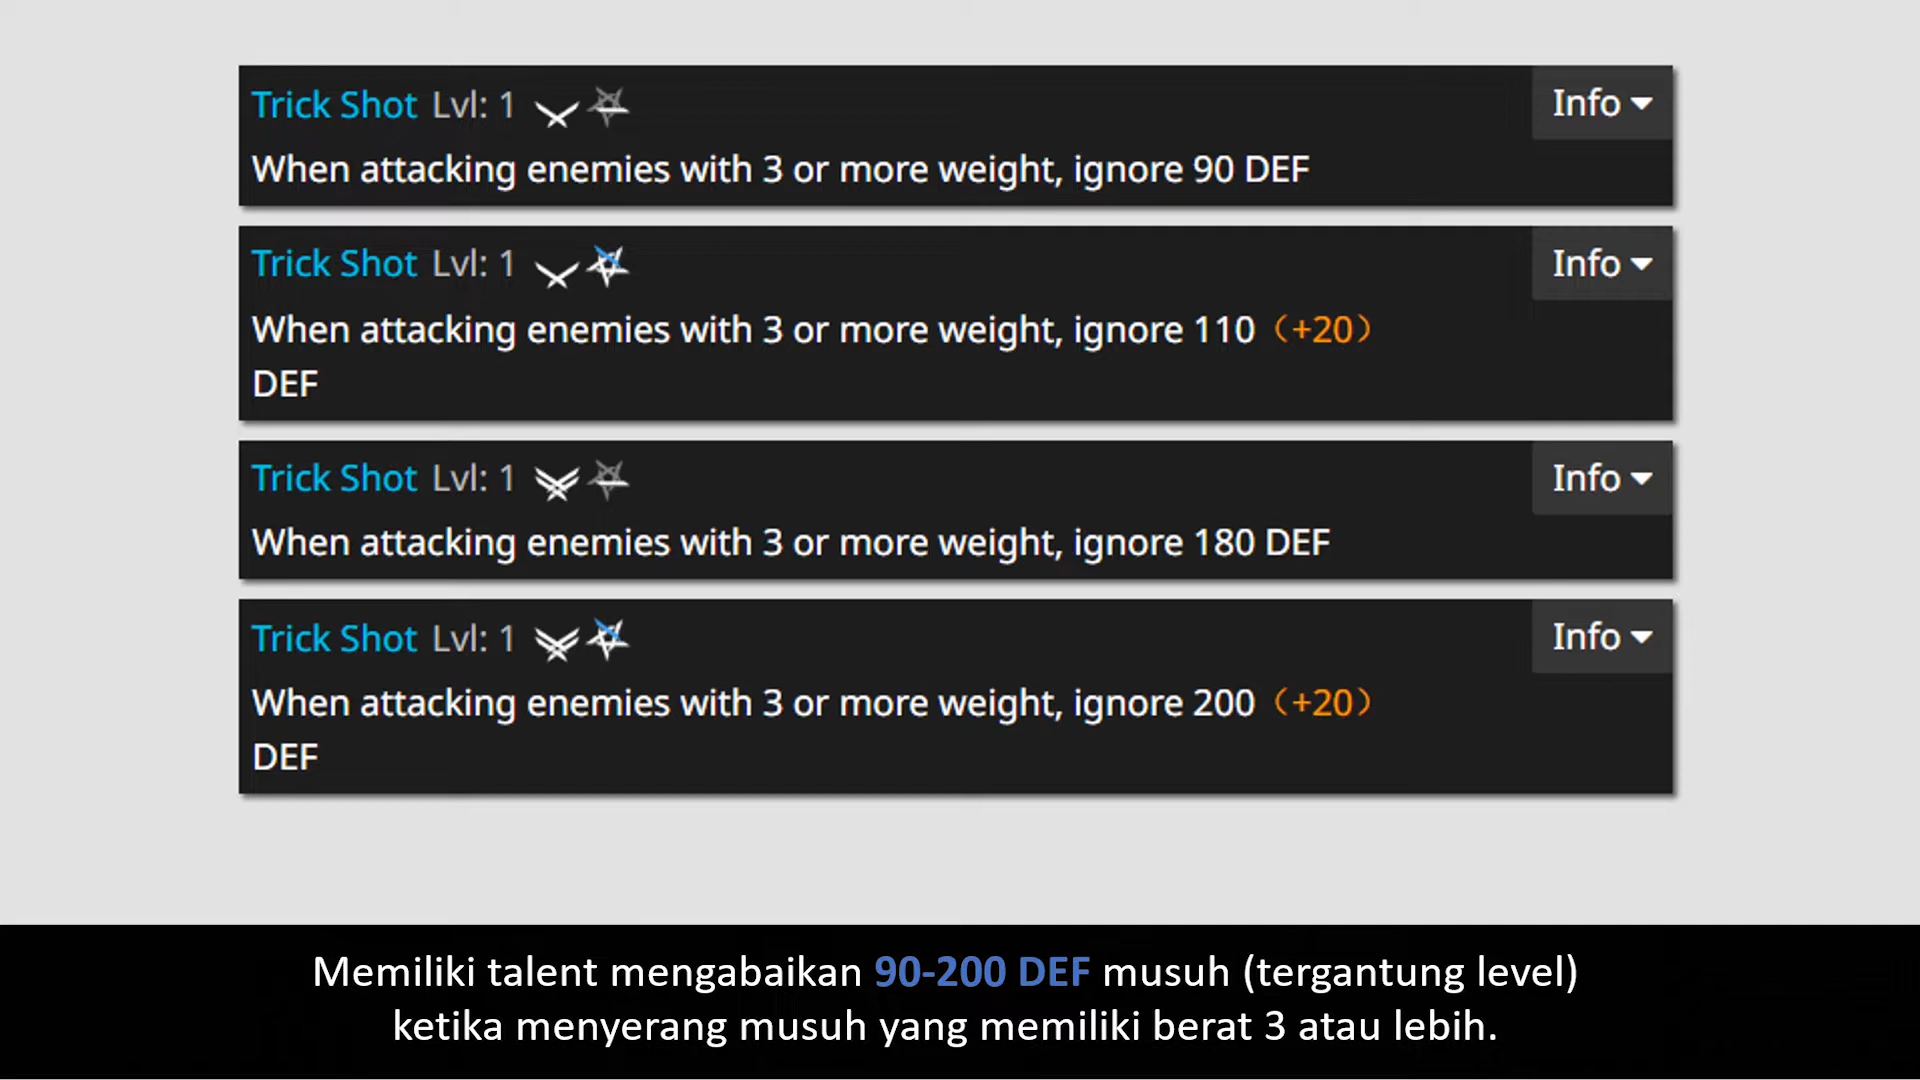 Trick Shot Lvl: 1
Info
When attacking enemies with 3 or more weight, ignore 90 DEF
Trick Shot Lvl: 1
Info
When attacking enemies with 3 or more weight, ignore 110（+20）
DEF
Trick Shot Lvl: 1
Info
When attacking enemies with 3 or more weight, ignore 180 DEF
Trick Shot Lvl: 1
Info
When attacking enemies with 3 or more weight, ignore 200（+20）
DEF
Memiliki talent mengabaikan 90-200 DEF musuh (tergantung level)
ketika menyerang musuh yang memiliki berat 3 atau lebih.